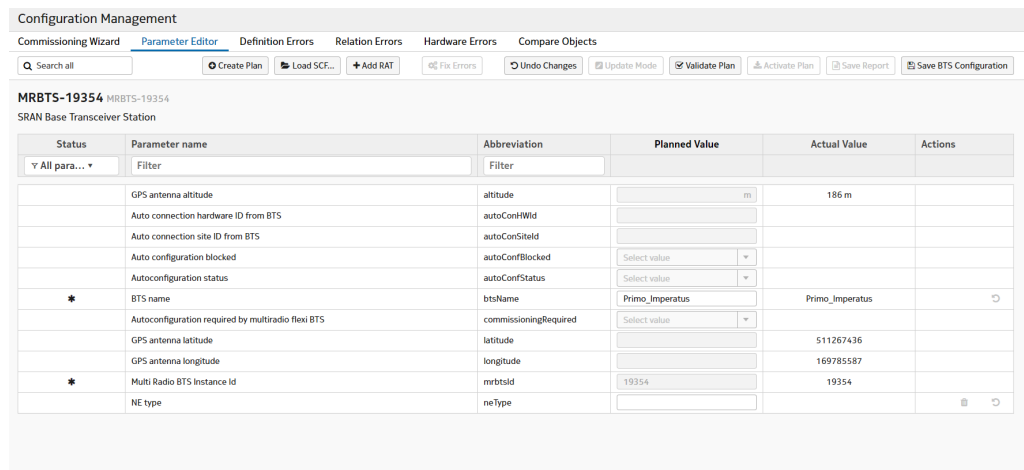 Configuration Management
Commissioning Wizard Parameter Editor Definition Errors Relation Errors Hardware Errors Compare Objects
Search all Create Plan Load SCF... Add RAT Fix Errors Undo Changes Update Mode Validate Plan Activate Plan Save Report Save BTS Configuration
MRBTS-19354 MRBTS-19354
SRAN Base Transceiver Station
Status Parameter name Abbreviation Planned Value Actual Value Actions
All para... Filter Filter
GPS antenna altitude altitude m 186 m
Auto connection hardware ID from BTS autoConHWId
Auto connection site ID from BTS autoConSiteId
Auto configuration blocked autoConfBlocked Select value
Autoconfiguration status autoConfStatus Select value
✱ BTS name btsName Primo_Imperatus Primo_Imperatus
Autoconfiguration required by multiradio flexi BTS commissioningRequired Select value
GPS antenna latitude latitude 511267436
GPS antenna longitude longitude 169785587
✱ Multi Radio BTS Instance Id mrbtsId 19354 19354
NE type neType